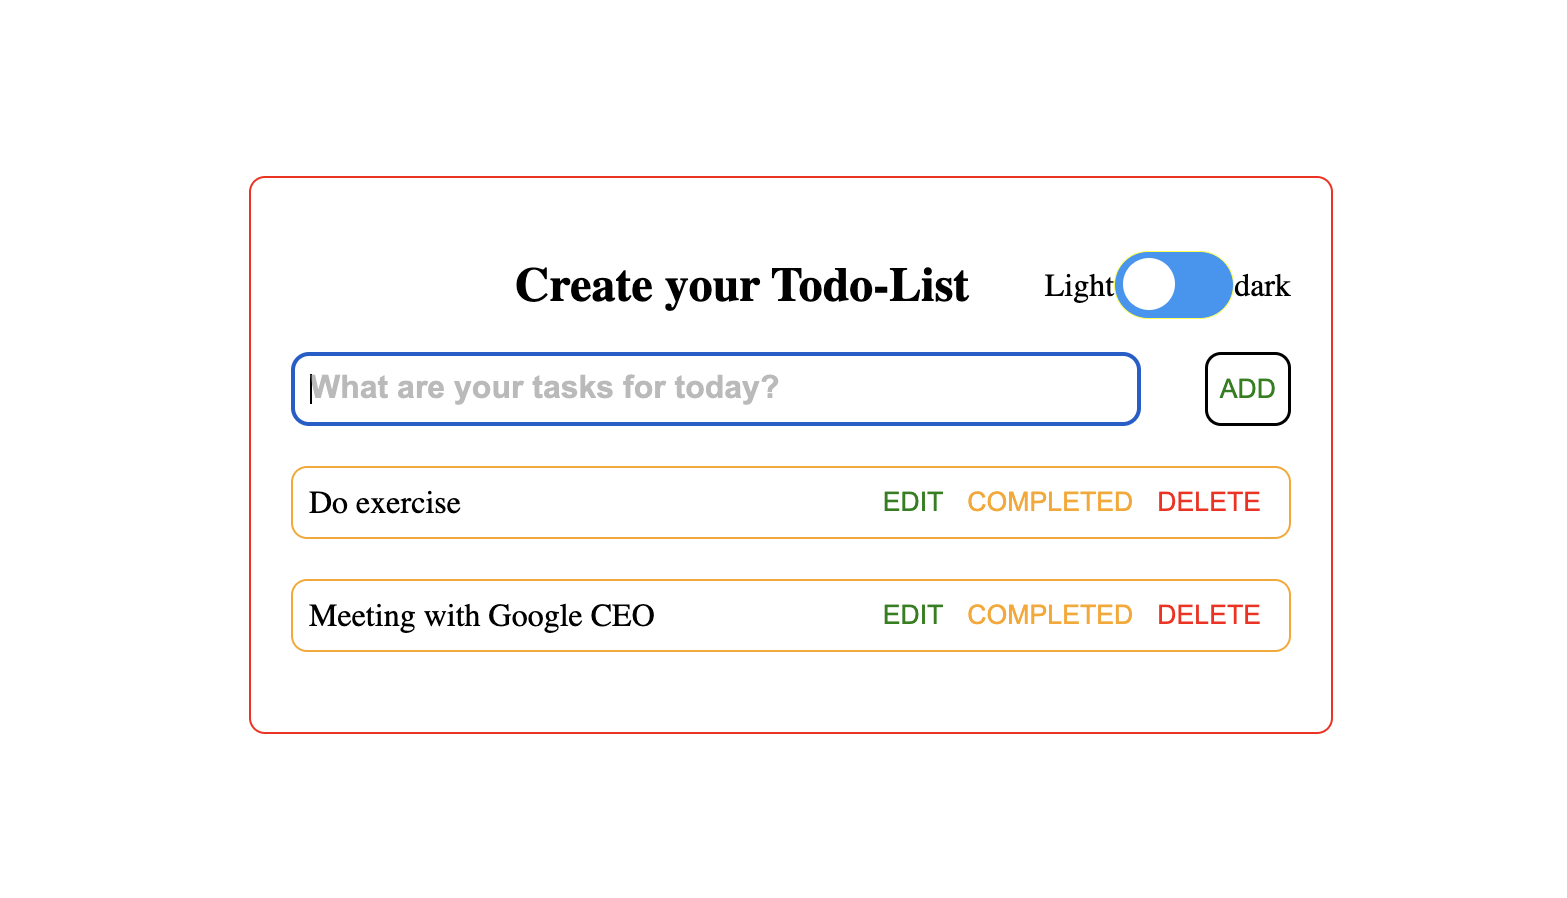 Create your Todo-List Light dark
What are your tasks for today? ADD
Do exercise EDIT COMPLETED DELETE
Meeting with Google CEO EDIT COMPLETED DELETE